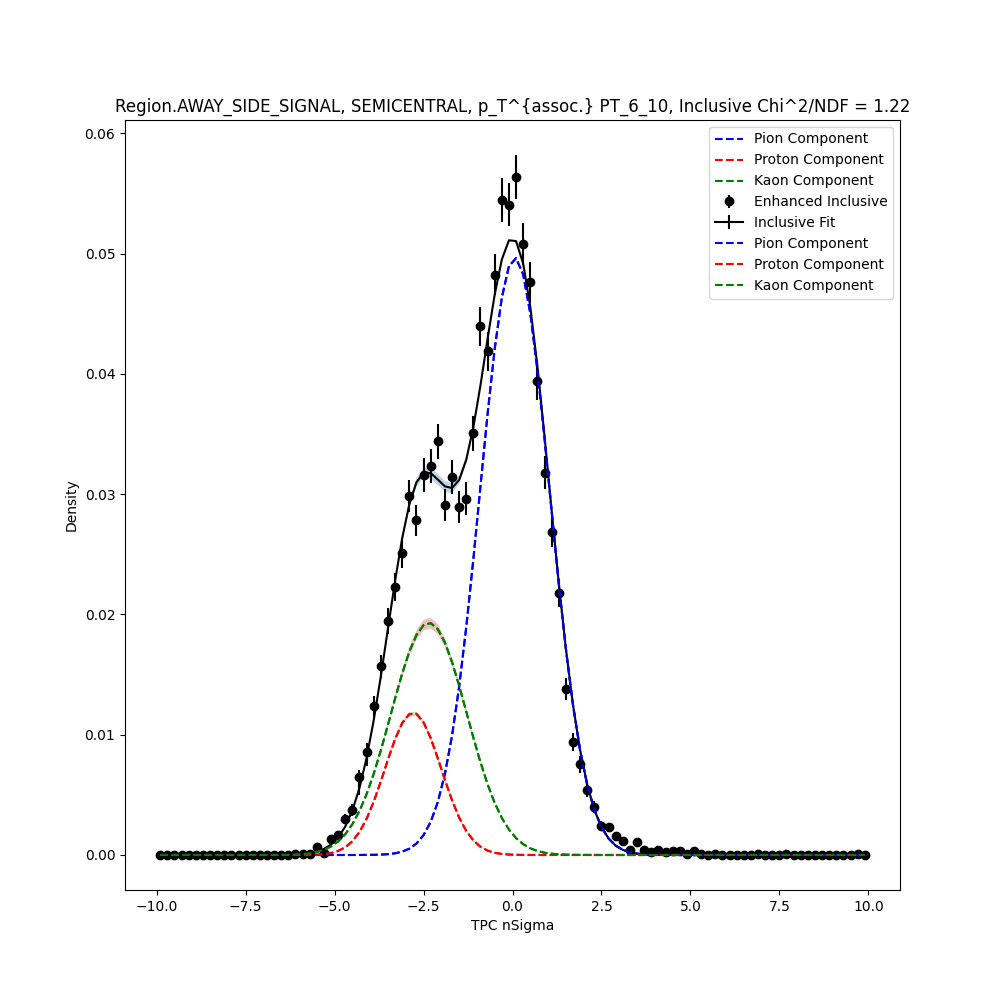 Region.AWAY_SIDE_SIGNAL, SEMICENTRAL, p_T^{assoc.} PT_6_10, Inclusive Chi^2/NDF = 1.22
Pion Component
Proton Component
Kaon Component
Enhanced Inclusive
Inclusive Fit
Pion Component
Proton Component
Kaon Component
0.06
0.05
0.04
0.03
0.02
0.01
0.00
Density
−10.0 −7.5 −5.0 −2.5 0.0 2.5 5.0 7.5 10.0
TPC nSigma